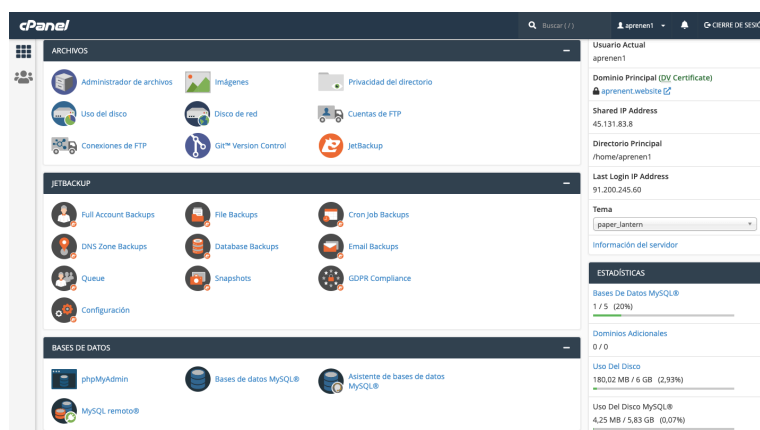 cPanel
Buscar ( / )
aprenen1
CIERRE DE SESIÓ
ARCHIVOS
Administrador de archivos
Imágenes
Privacidad del directorio
Uso del disco
Disco de red
Cuentas de FTP
Conexiones de FTP
Git™ Version Control
JetBackup
JETBACKUP
Full Account Backups
File Backups
Cron Job Backups
DNS Zone Backups
Database Backups
Email Backups
Queue
Snapshots
GDPR Compliance
Configuración
BASES DE DATOS
phpMyAdmin
Bases de datos MySQL®
Asistente de bases de datos
MySQL®
MySQL remoto®
Usuario Actual
aprenen1
Dominio Principal (DV Certificate)
aprenent.website
Shared IP Address
45.131.83.8
Directorio Principal
/home/aprenen1
Last Login IP Address
91.200.245.60
Tema
paper_lantern
Información del servidor
ESTADÍSTICAS
Bases De Datos MySQL®
1 / 5 (20%)
Dominios Adicionales
0 / 0
Uso Del Disco
180,02 MB / 6 GB (2,93%)
Uso Del Disco MySQL®
4,25 MB / 5,83 GB (0,07%)